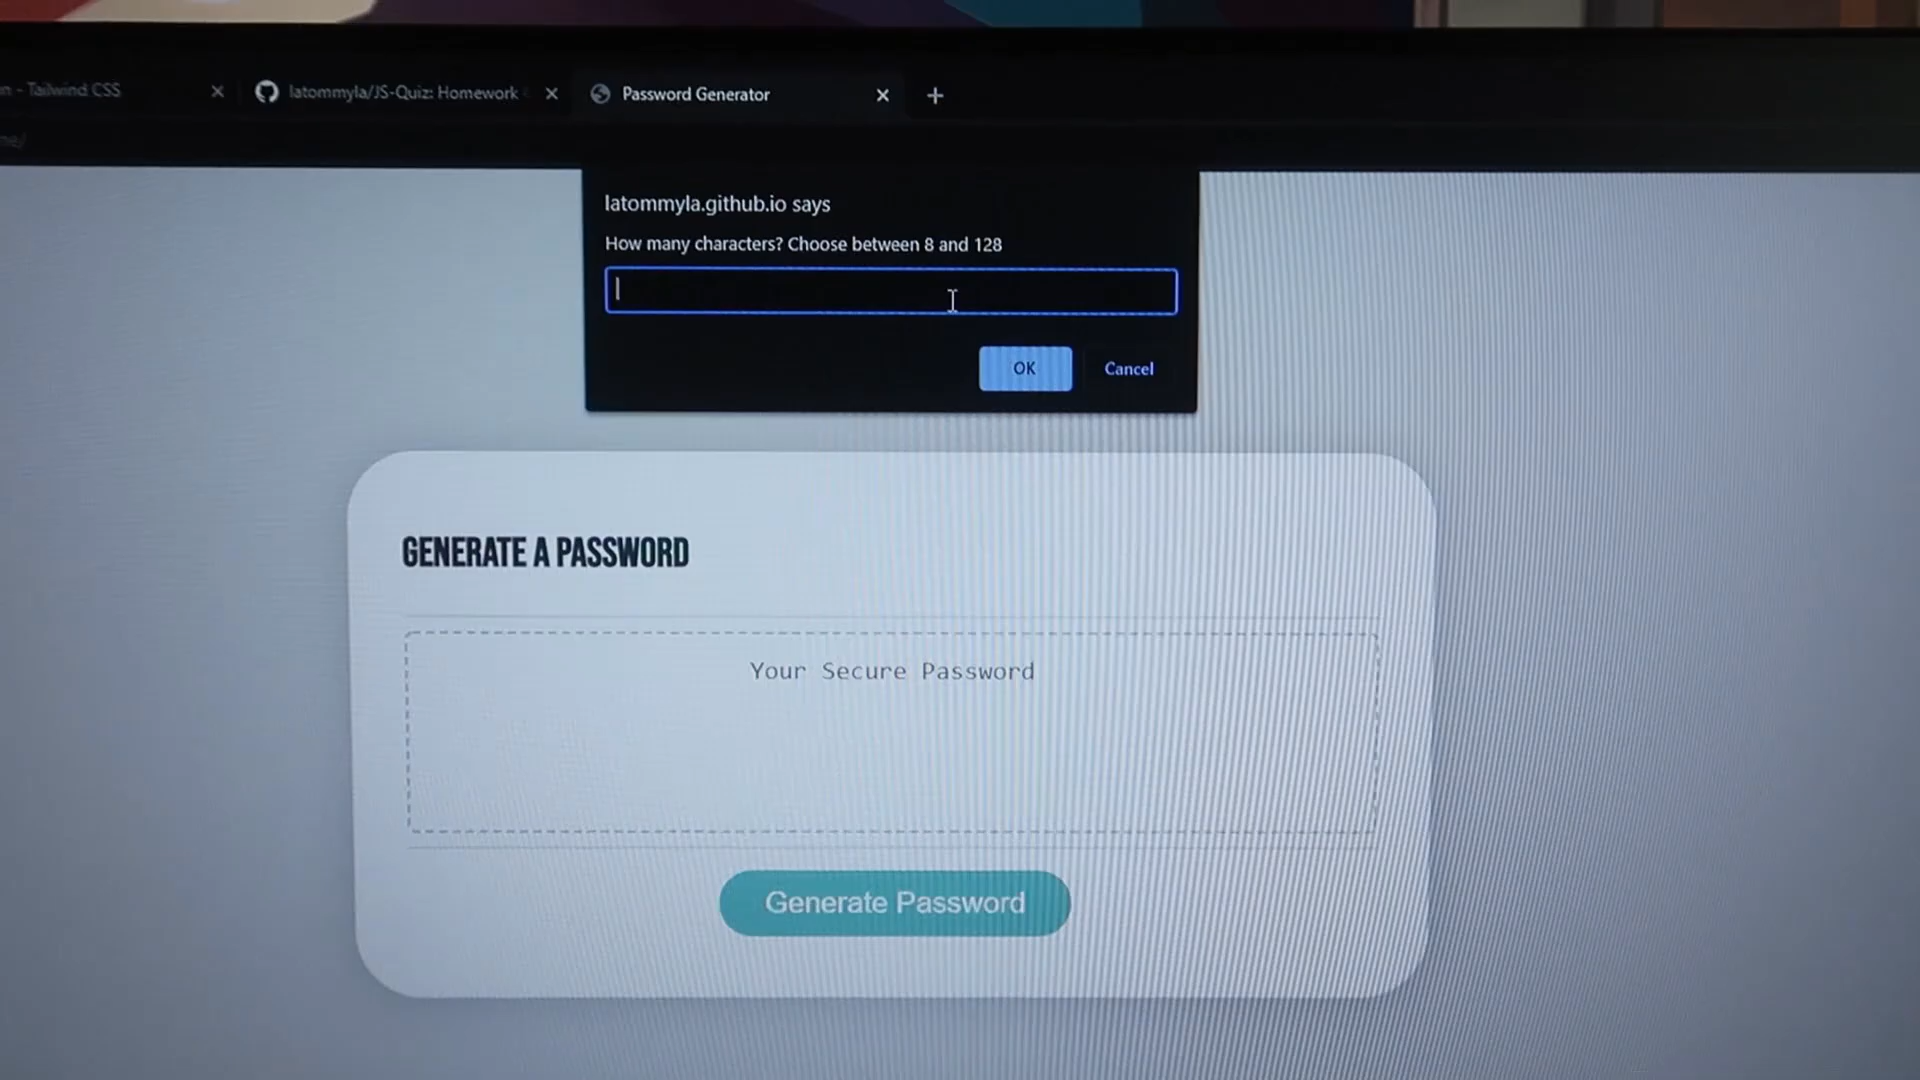 n - Tailwind CSS
latommyla/JS-Quiz: Homework
Password Generator
me/
latommyla.github.io says
How many characters? Choose between 8 and 128
OK
Cancel
GENERATE A PASSWORD
Your Secure Password
Generate Password